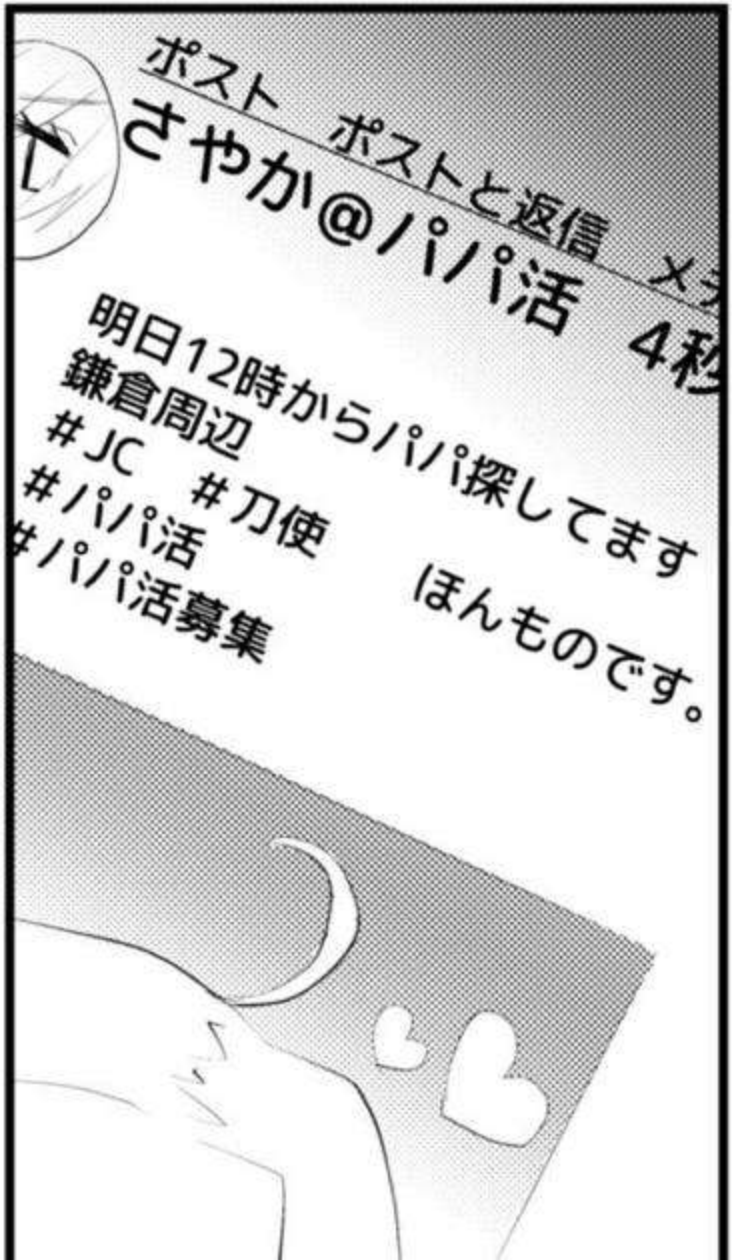 ポスト ポストと返信 メデ
さやか@パパ活 4秒
明日12時からパパ探してます
鎌倉周辺
#JC #刀使
#パパ活 ほんものです。
#パパ活募集